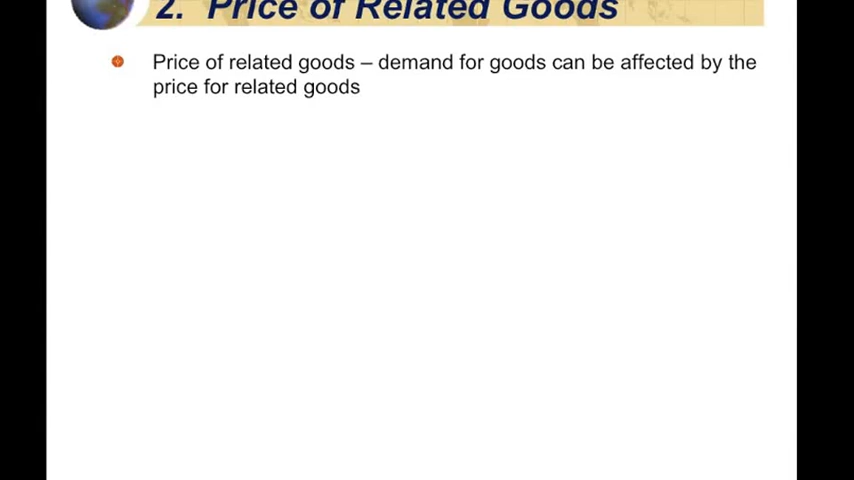 2. Price of Related Goods
Price of related goods – demand for goods can be affected by the
price for related goods